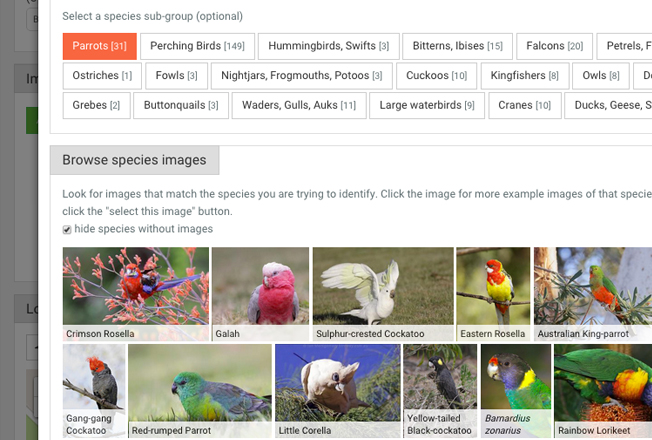 Select a species sub-group (optional)
Parrots [31] Perching Birds [149] Hummingbirds, Swifts [3] Bitterns, Ibises [15] Falcons [20] Petrels, F
Ostriches [1] Fowls [3] Nightjars, Frogmouths, Potoos [3] Cuckoos [10] Kingfishers [8] Owls [8]
Grebes [2] Buttonquails [3] Waders, Gulls, Auks [11] Large waterbirds [9] Cranes [10] Ducks, Geese, S
Browse species images
Look for images that match the species you are trying to identify. Click the image for more example images of that specie
click the "select this image" button.
hide species without images
Crimson Rosella Galah Sulphur-crested Cockatoo Eastern Rosella Australian King-parrot
Gang-gang
Cockatoo
Red-rumped Parrot
Little Corella
Yellow-tailed
Black-cockatoo
Barnardius
zonarius
Rainbow Lorikeet